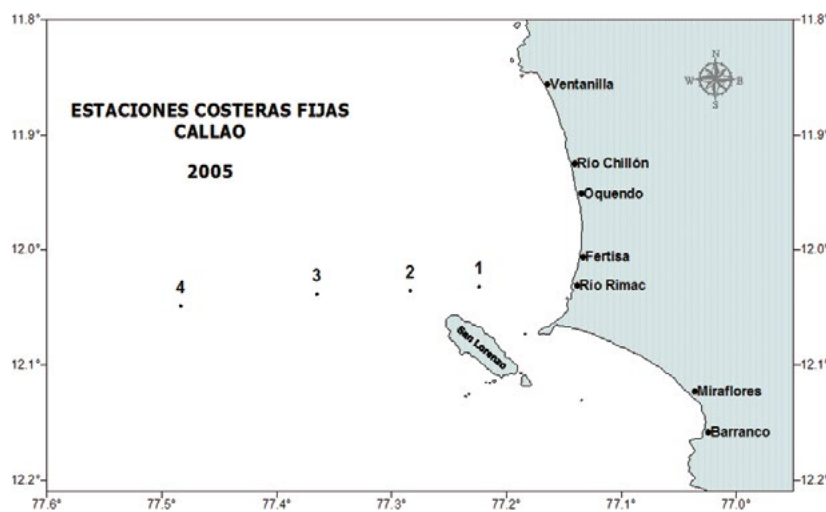 11.8°
11.8°
N
W E
S
Ventanilla
ESTACIONES COSTERAS FIJAS
CALLAO
2005
11.9°
11.9°
Río Chillón
Oquendo
12.0°
12.0°
Fertisa
1
2
3
4
Río Rimac
San Lorenzo
12.1°
12.1°
Miraflores
Barranco
12.2°
12.2°
77.6° 77.5° 77.4° 77.3° 77.2° 77.1° 77.0°